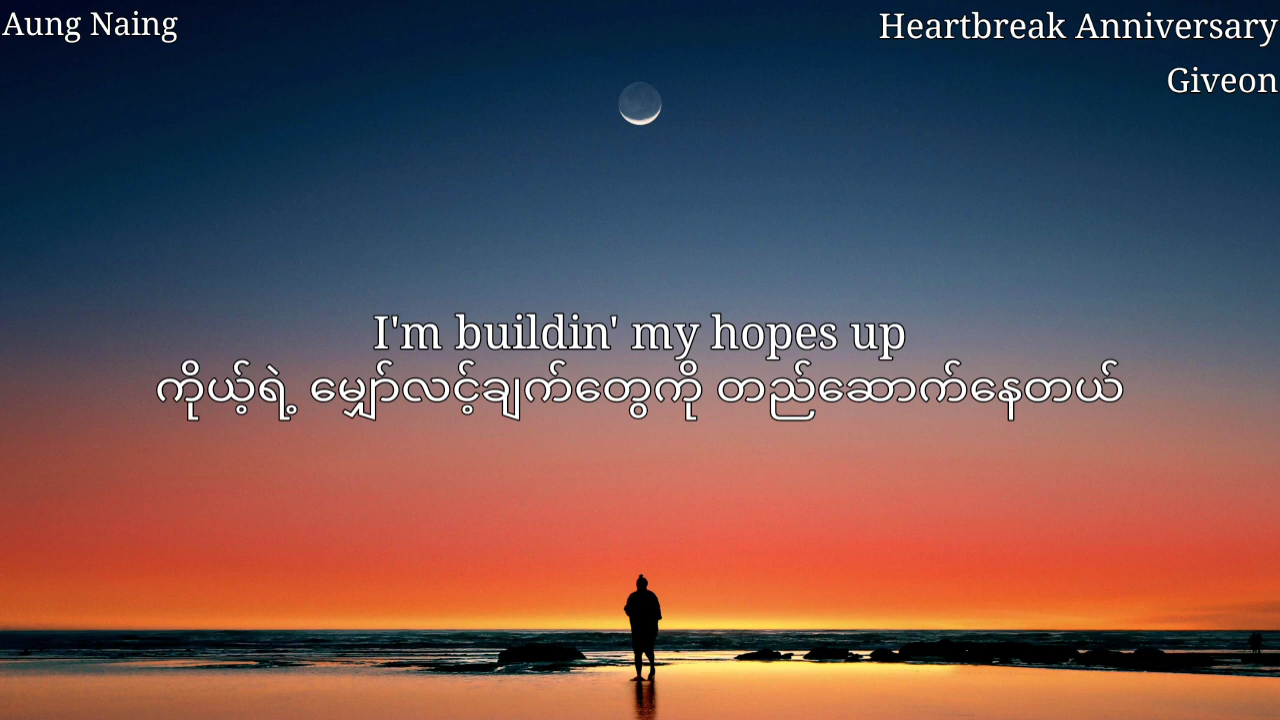 Aung Naing
Heartbreak Anniversary
Giveon
I'm buildin' my hopes up
ကိုယ့်ရဲ့ မျှော်လင့်ချက်တွေကို တည်ဆောက်နေတယ်